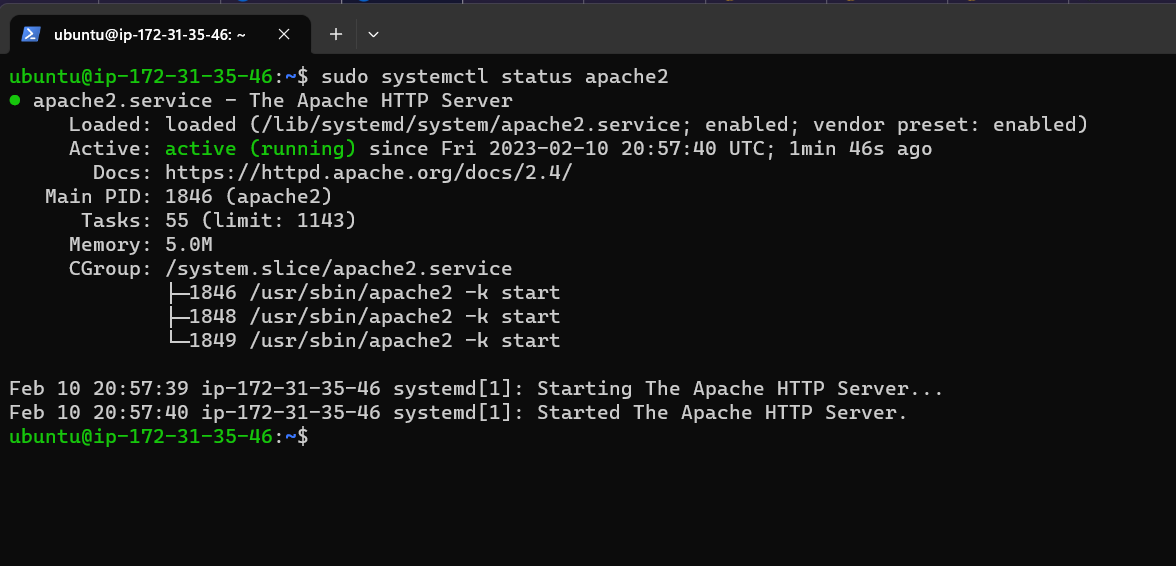 ubuntu@ip-172-31-35-46: ~
ubuntu@ip-172-31-35-46:~$ sudo systemctl status apache2
● apache2.service - The Apache HTTP Server
     Loaded: loaded (/lib/systemd/system/apache2.service; enabled; vendor preset: enabled)
     Active: active (running) since Fri 2023-02-10 20:57:40 UTC; 1min 46s ago
       Docs: https://httpd.apache.org/docs/2.4/
   Main PID: 1846 (apache2)
      Tasks: 55 (limit: 1143)
     Memory: 5.0M
     CGroup: /system.slice/apache2.service
             ├─1846 /usr/sbin/apache2 -k start
             ├─1848 /usr/sbin/apache2 -k start
             └─1849 /usr/sbin/apache2 -k start
Feb 10 20:57:39 ip-172-31-35-46 systemd[1]: Starting The Apache HTTP Server...
Feb 10 20:57:40 ip-172-31-35-46 systemd[1]: Started The Apache HTTP Server.
ubuntu@ip-172-31-35-46:~$